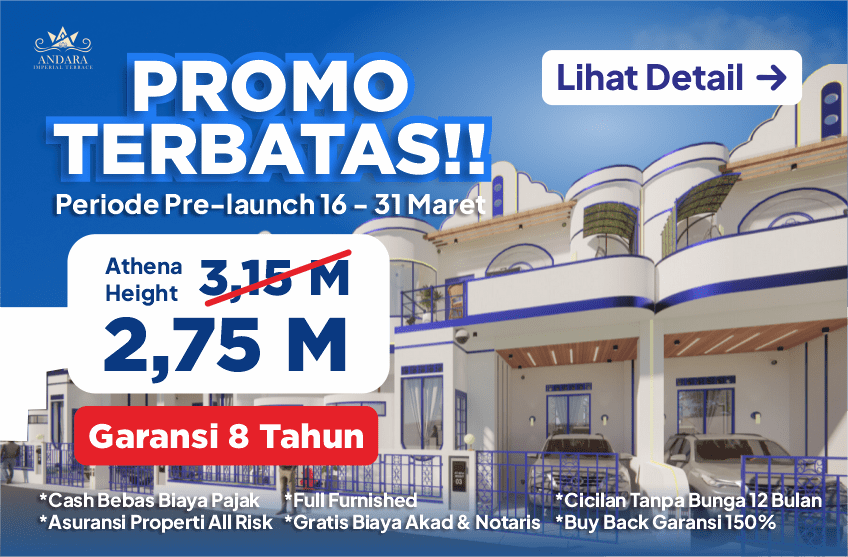 ANDARA
IMPERIAL TERRACE
PROMO
TERBATAS!!
Lihat Detail →
Periode Pre-launch 16 - 31 Maret
Athena
Height
3,15 M
2,75 M
Garansi 8 Tahun
*Cash Bebas Biaya Pajak *Full Furnished *Cicilan Tanpa Bunga 12 Bulan
*Asuransi Properti All Risk *Gratis Biaya Akad & Notaris *Buy Back Garansi 150%
03